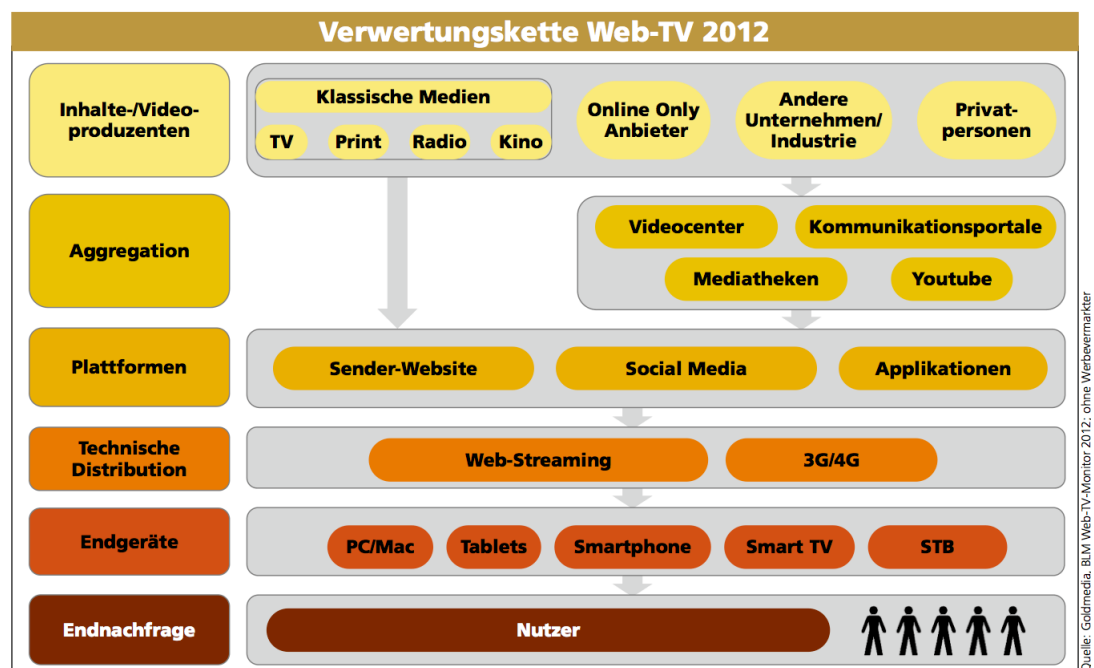 Verwertungskette Web-TV 2012
Inhalte-/Video-
produzenten
Klassische Medien
TV
Print
Radio
Kino
Online Only
Anbieter
Andere
Unternehmen/
Industrie
Privat-
personen
Aggregation
Videocenter
Kommunikationsportale
Mediatheken
Youtube
Plattformen
Sender-Website
Social Media
Applikationen
Technische
Distribution
Web-Streaming
3G/4G
Endgeräte
PC/Mac
Tablets
Smartphone
Smart TV
STB
Endnachfrage
Nutzer
Quelle: Goldmedia. BLM Web-TV-Monitor 2012: ohne Werbevermarkter